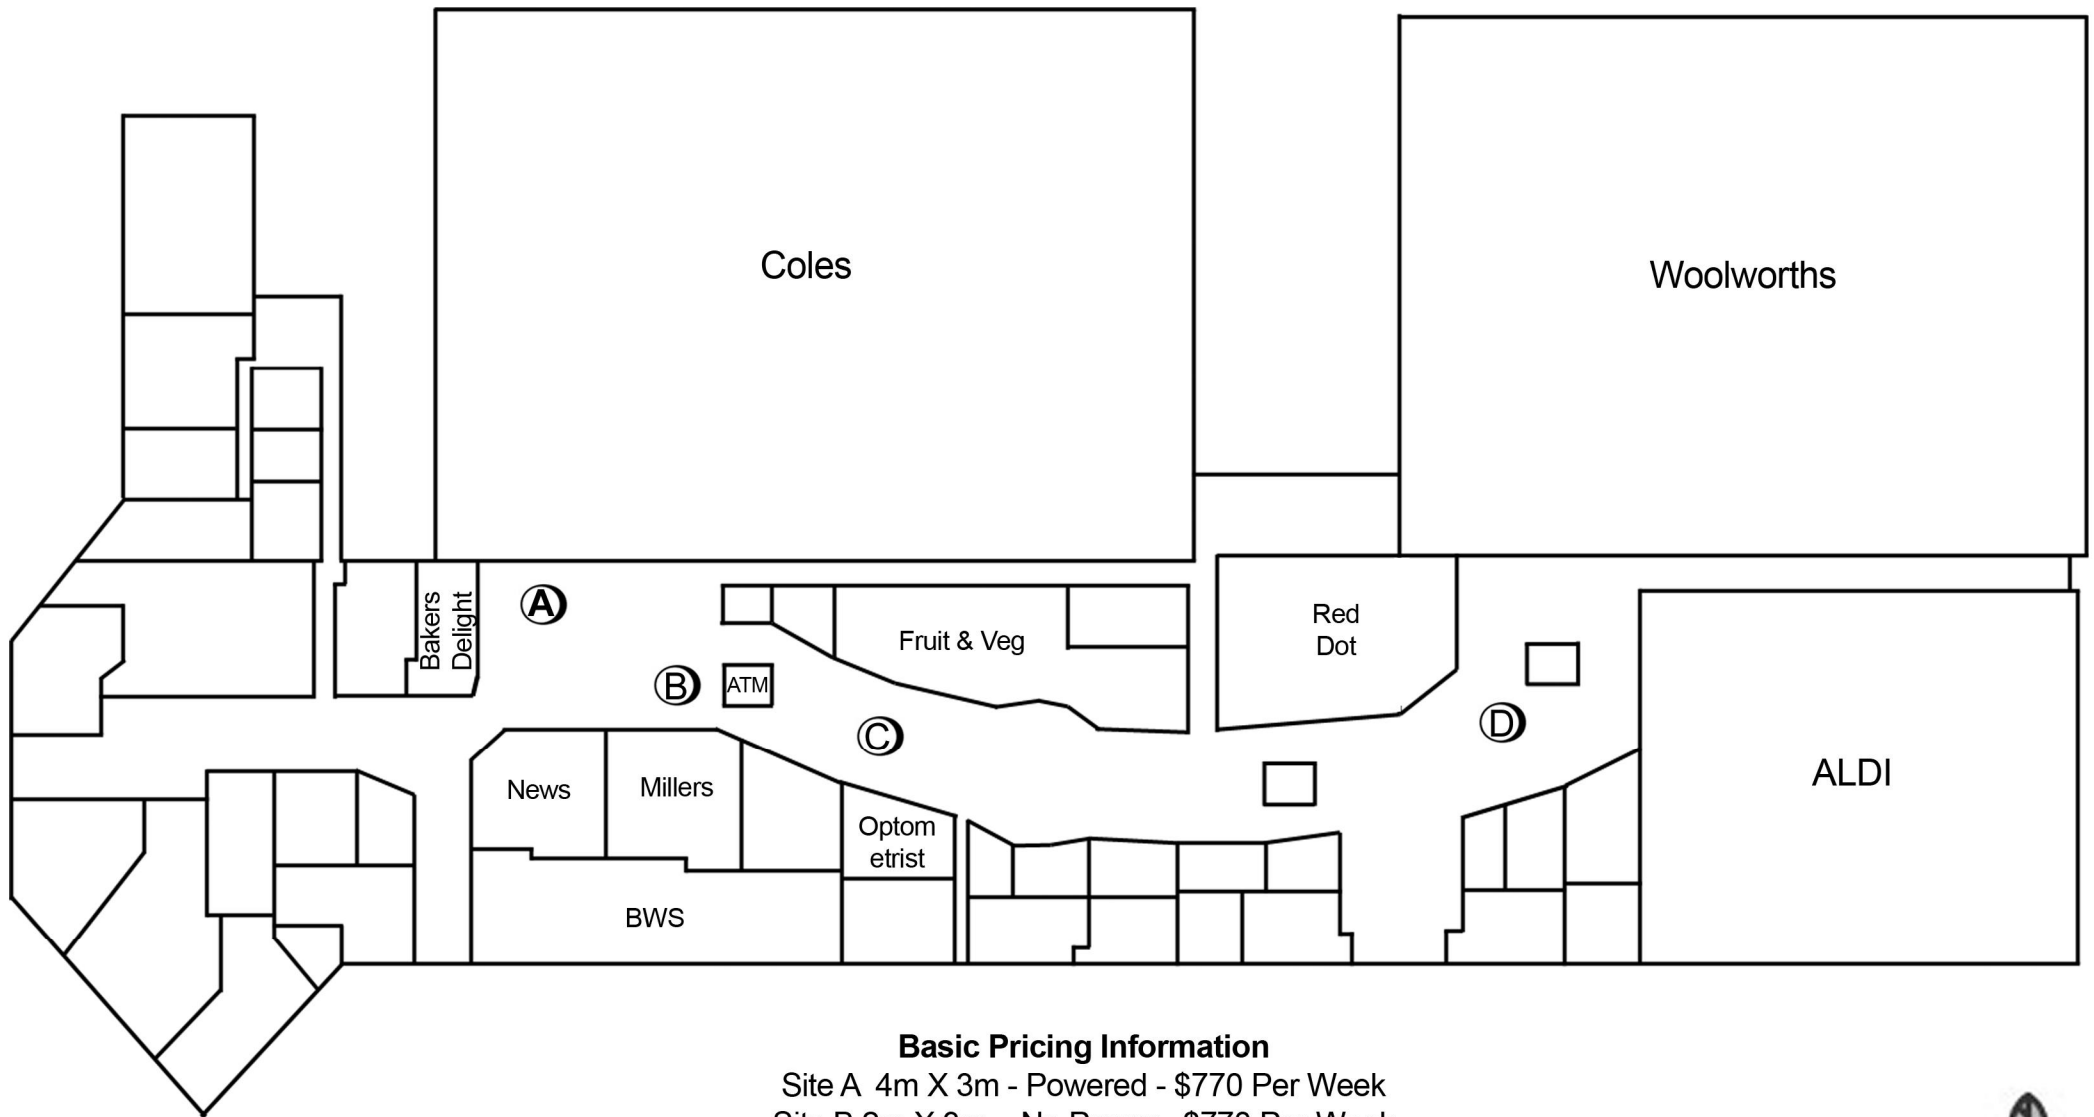 Coles
Woolworths
Bakers
Delight
A
Fruit & Veg
Red
Dot
B
ATM
C
D
News
Millers
ALDI
Optom
etrist
BWS
Basic Pricing Information
Site A 4m X 3m - Powered - $770 Per Week